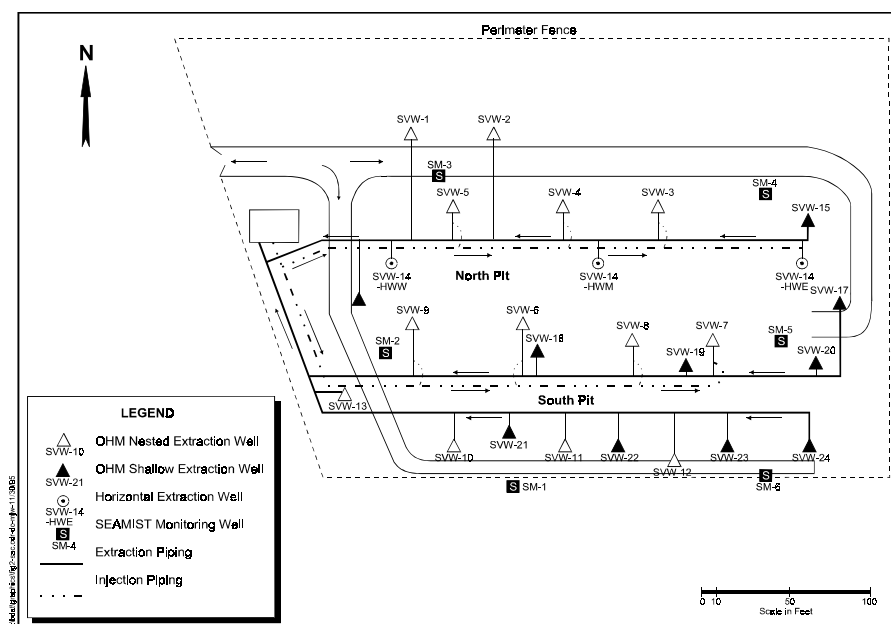 Perimeter Fence
N
SVW-1
SVW-2
SM-3
S
SM-4
S
SVW-5
SVW-4
SVW-3
SVW-15
SVW-14
-HWW
North Pit
SVW-14
-HWM
SVW-14
-HWE
SVW-17
SVW-9
SVW-6
SVW-18
SVW-8
SVW-7
SM-5
S
SM-2
S
SVW-19
SVW-20
SVW-13
South Pit
SVW-10
SVW-21
SVW-11
SVW-22
SVW-12
SVW-23
SVW-24
S
SM-1
S
SM-6
LEGEND
SVW-10
OHM Nested Extraction Well
SVW-21
OHM Shallow Extraction Well
SVW-14
-HWE
Horizontal Extraction Well
S
SM-4
SEAMIST Monitoring Well
Extraction Piping
Injection Piping
0 10 50 100
Scale in Feet